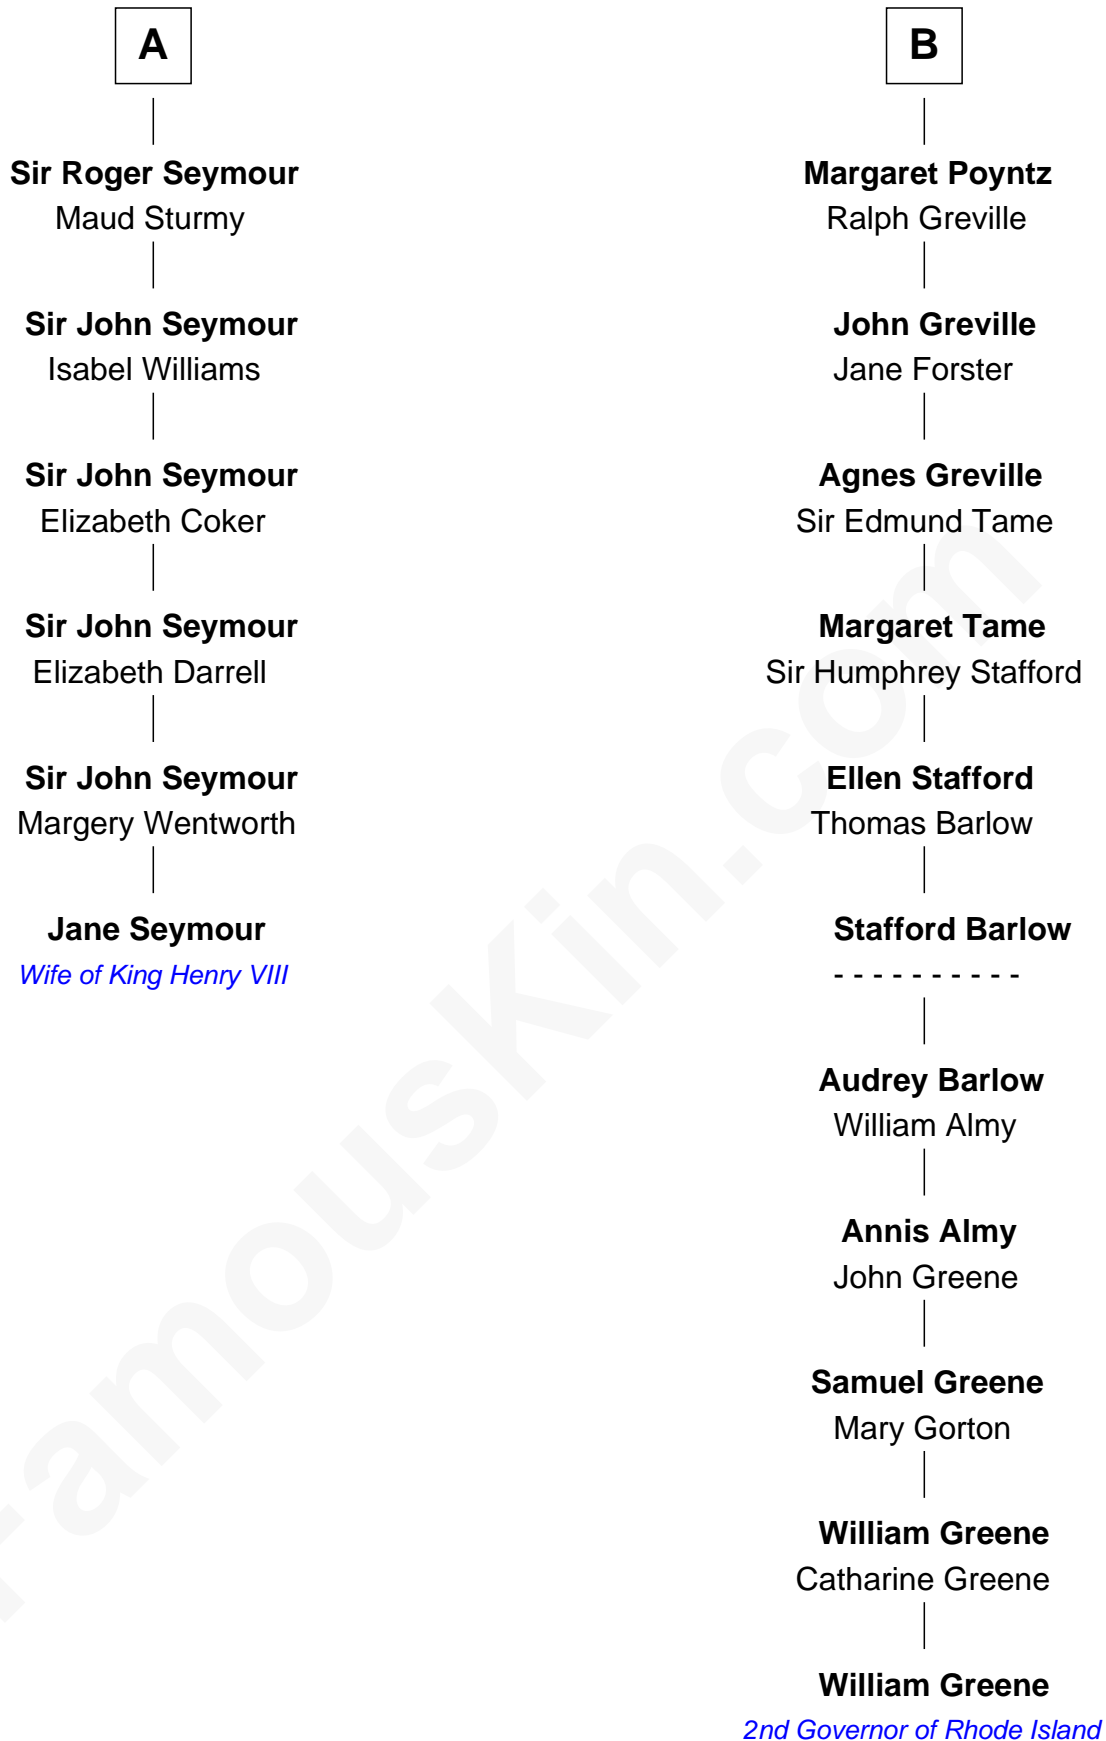 A
Sir Roger Seymour
Maud Sturmy
Sir John Seymour
Isabel Williams
Sir John Seymour
Elizabeth Coker
Sir John Seymour
Elizabeth Darrell
Sir John Seymour
Margery Wentworth
Jane Seymour
Wife of King Henry VIII
B
Margaret Poyntz
Ralph Greville
John Greville
Jane Forster
Agnes Greville
Sir Edmund Tame
Margaret Tame
Sir Humphrey Stafford
Ellen Stafford
Thomas Barlow
Stafford Barlow
- - - - - - - - - -
Audrey Barlow
William Almy
Annis Almy
John Greene
Samuel Greene
Mary Gorton
William Greene
Catharine Greene
William Greene
2nd Governor of Rhode Island
FamousKin.com